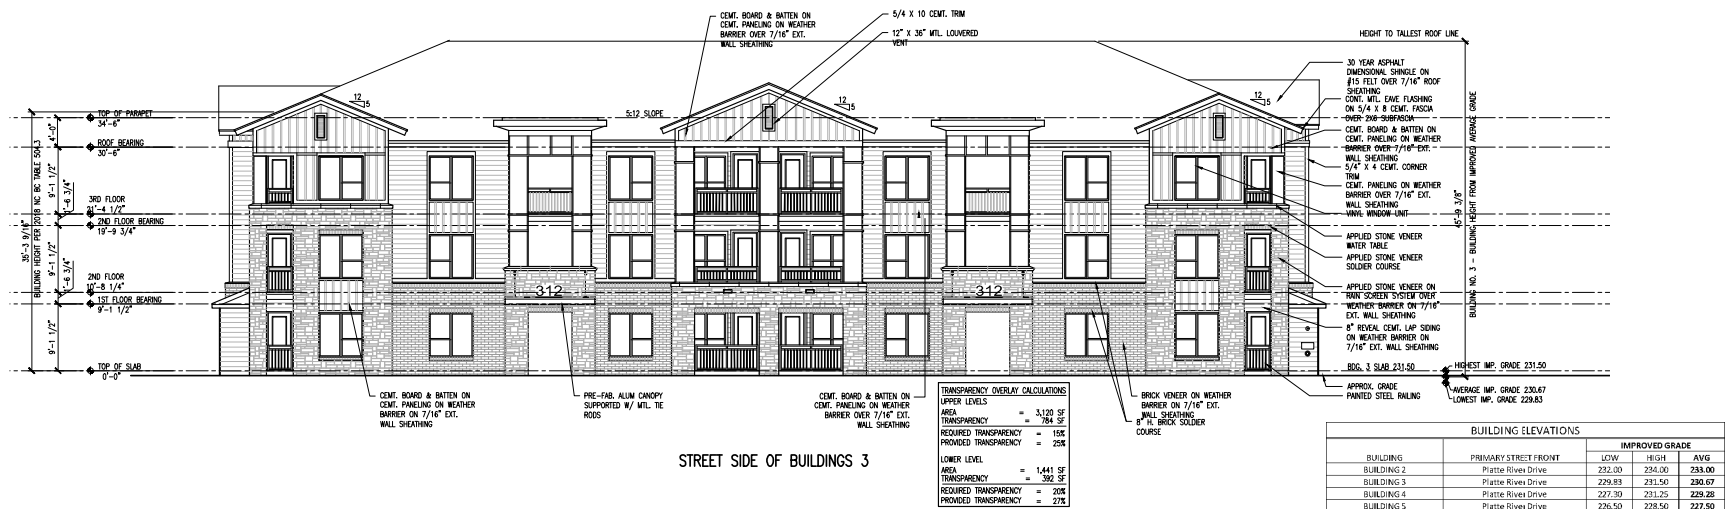 CEMT. BOARD & BATTEN ON
CEMT. PANELING ON WEATHER
BARRIER OVER 7/16" EXT.
WALL SHEATHING
5/4 X 10 CEMT. TRIM
12" X 36" MTL. LOUVERED
VENT
HEIGHT TO TALLEST ROOF LINE
30 YEAR ASPHALT
DIMENSIONAL SHINGLE ON
#15 FELT OVER 7/16" ROOF
SHEATHING
CONT. MTL. EAVE FLASHING
ON 5/4 X 8 CEMT. FASCIA
OVER 2X6 SUBFASCIA
CEMT. BOARD & BATTEN ON
CEMT. PANELING ON WEATHER
BARRIER OVER 7/16" EXT.
WALL SHEATHING
5/4" X 4 CEMT. CORNER
TRIM
CEMT. PANELING ON WEATHER
BARRIER OVER 7/16" EXT.
WALL SHEATHING
VINYL WINDOW UNIT
APPLIED STONE VENEER
WATER TABLE
APPLIED STONE VENEER
SOLDIER COURSE
APPLIED STONE VENEER ON
RAIN SCREEN SYSTEM OVER
WEATHER BARRIER ON 7/16"
EXT. WALL SHEATHING
8" REVEAL CEMT. LAP SIDING
ON WEATHER BARRIER ON
7/16" EXT. WALL SHEATHING
BDG. 3 SLAB 231.50
APPROX. GRADE
PAINTED STEEL RAILING
HIGHEST IMP. GRADE 231.50
AVERAGE IMP. GRADE 230.67
LOWEST IMP. GRADE 229.83
45'-9 3/8"
BUILDING NO. 3 - BUILDING HEIGHT FROM IMPROVED AVERAGE GRADE
12
5
12
5
12
5
5:12 SLOPE
TOP OF PARAPET
34'-6"
ROOF BEARING
30'-6"
3RD FLOOR
21'-4 1/2"
2ND FLOOR BEARING
19'-9 3/4"
2ND FLOOR
10'-8 1/4"
1ST FLOOR BEARING
9'-1 1/2"
TOP OF SLAB
0'-0"
4'-0"
9'-1 1/2"
1'-6 3/4"
9'-1 1/2"
1'-6 3/4"
9'-1 1/2"
35'-3 9/16"
BUILDING HEIGHT PER 2018 NC BC TABLE 504.3
312
312
CEMT. BOARD & BATTEN ON
CEMT. PANELING ON WEATHER
BARRIER ON 7/16" EXT.
WALL SHEATHING
PRE-FAB. ALUM CANOPY
SUPPORTED W/ MTL. TIE
RODS
CEMT. BOARD & BATTEN ON
CEMT. PANELING ON WEATHER
BARRIER OVER 7/16" EXT.
WALL SHEATHING
BRICK VENEER ON WEATHER
BARRIER ON 7/16" EXT.
WALL SHEATHING
8" H. BRICK SOLDIER
COURSE
TRANSPARENCY OVERLAY CALCULATIONS
UPPER LEVELS
AREA = 3,120 SF
TRANSPARENCY = 784 SF
REQUIRED TRANSPARENCY = 15%
PROVIDED TRANSPARENCY = 25%
LOWER LEVEL
AREA = 1,441 SF
TRANSPARENCY = 392 SF
REQUIRED TRANSPARENCY = 20%
PROVIDED TRANSPARENCY = 27%
STREET SIDE OF BUILDINGS 3
BUILDING ELEVATIONS
IMPROVED GRADE
BUILDING PRIMARY STREET FRONT LOW HIGH AVG
BUILDING 2 Platte River Drive 232.00 234.00 233.00
BUILDING 3 Platte River Drive 229.83 231.50 230.67
BUILDING 4 Platte River Drive 227.30 231.25 229.28
BUILDING 5 Platte River Drive 226.50 228.50 227.50